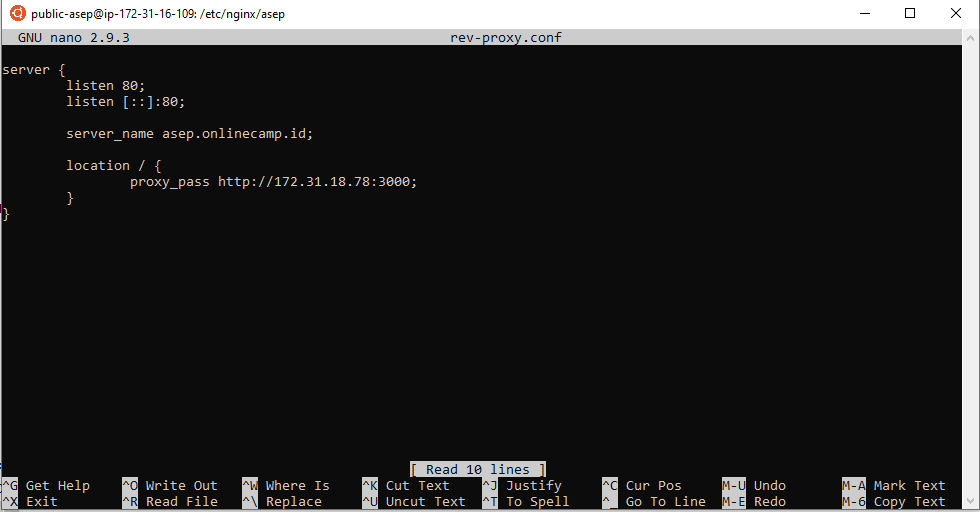 public-asep@ip-172-31-16-109: /etc/nginx/asep
GNU nano 2.9.3 rev-proxy.conf
server {
listen 80;
listen [::]:80;
server_name asep.onlinecamp.id;
location / {
proxy_pass http://172.31.18.78:3000;
}
}
[ Read 10 lines ]
^G Get Help ^O Write Out ^W Where Is ^K Cut Text ^J Justify ^C Cur Pos M-U Undo M-A Mark Text
^X Exit ^R Read File ^\ Replace ^U Uncut Text ^T To Spell ^_ Go To Line M-E Redo M-6 Copy Text